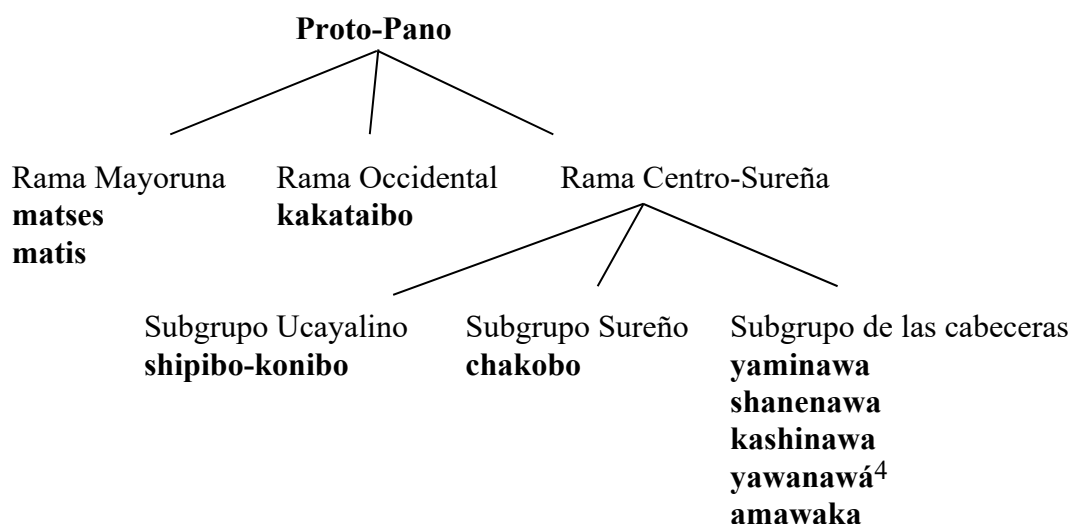 Proto-Pano
Rama Mayoruna Rama Occidental Rama Centro-Sureña
matses kakataibo
matis
Subgrupo Ucayalino Subgrupo Sureño Subgrupo de las cabeceras
shipibo-konibo chakobo yaminawa
shanenawa
kashinawa
yawanawá4
amawaka